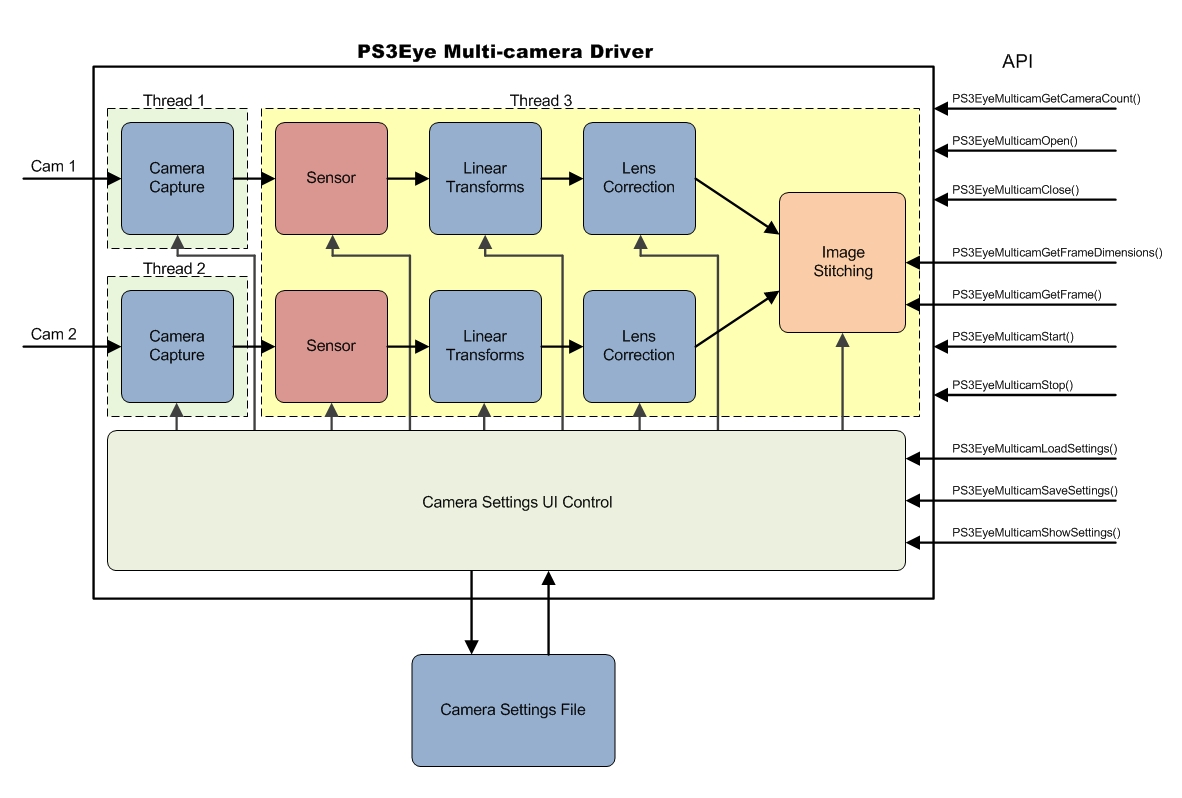 PS3Eye Multi-camera Driver
API
Thread 1
Thread 3
PS3EyeMulticamGetCameraCount()
PS3EyeMulticamOpen()
Cam 1
Camera
Capture
Sensor
Linear
Transforms
Lens
Correction
PS3EyeMulticamClose()
Image
Stitching
PS3EyeMulticamGetFrameDimensions()
Thread 2
PS3EyeMulticamGetFrame()
Cam 2
Camera
Capture
Sensor
Linear
Transforms
Lens
Correction
PS3EyeMulticamStart()
PS3EyeMulticamStop()
PS3EyeMulticamLoadSettings()
Camera Settings UI Control
PS3EyeMulticamSaveSettings()
PS3EyeMulticamShowSettings()
Camera Settings File